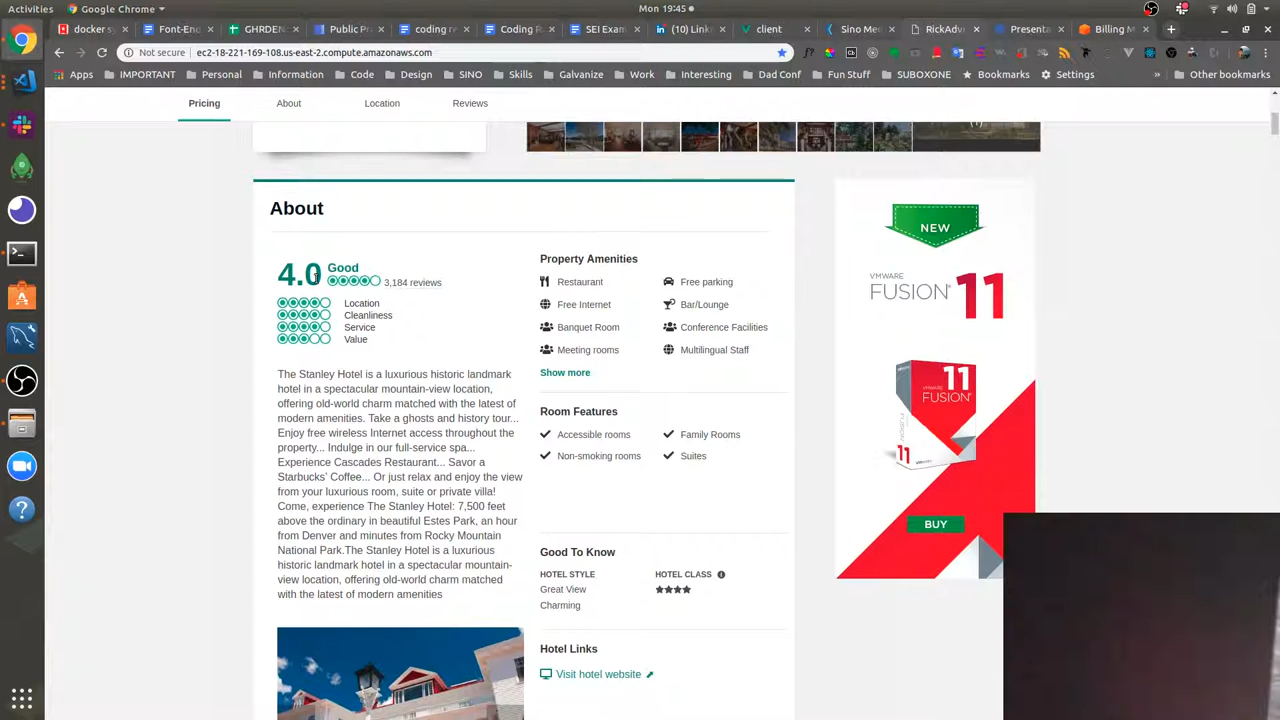 Activities
Google Chrome
Mon 19:45
docker sy
Font-Enc
GHRDEN
Public Pr
coding re
Coding Ra
SEI Exam
(10) Linke
client
Sino Mee
RickAdvi
Presenta
Billing M
Not secure
ec2-18-221-169-108.us-east-2.compute.amazonaws.com
Apps
IMPORTANT
Personal
Information
Code
Design
SINO
Skills
Galvanize
Work
Interesting
Dad Conf
Fun Stuff
SUBOXONE
Bookmarks
Settings
»
Other bookmarks
Pricing
About
Location
Reviews
About
4.0
Good
3,184 reviews
Location
Cleanliness
Service
Value
The Stanley Hotel is a luxurious historic landmark
hotel in a spectacular mountain-view location,
offering old-world charm matched with the latest of
modern amenities. Take a ghosts and history tour...
Enjoy free wireless Internet access throughout the
property... Indulge in our full-service spa...
Experience Cascades Restaurant... Savor a
Starbucks' Coffee... Or just relax and enjoy the view
from your luxurious room, suite or private villa!
Come, experience The Stanley Hotel: 7,500 feet
above the ordinary in beautiful Estes Park, an hour
from Denver and minutes from Rocky Mountain
National Park.The Stanley Hotel is a luxurious
historic landmark hotel in a spectacular mountain-
view location, offering old-world charm matched
with the latest of modern amenities
Property Amenities
Restaurant
Free parking
Free Internet
Bar/Lounge
Banquet Room
Conference Facilities
Meeting rooms
Multilingual Staff
Show more
Room Features
Accessible rooms
Family Rooms
Non-smoking rooms
Suites
Good To Know
HOTEL STYLE
HOTEL CLASS
Great View
Charming
Hotel Links
Visit hotel website
NEW
VMWARE
FUSION 11
11
VMWARE
FUSION
11
BUY